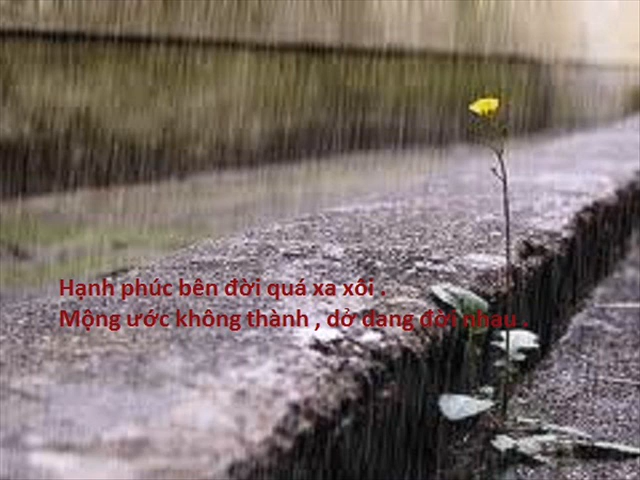 Hạnh phúc bên đời quá xa xôi .
Mộng ước không thành , dở dang đời nhau .